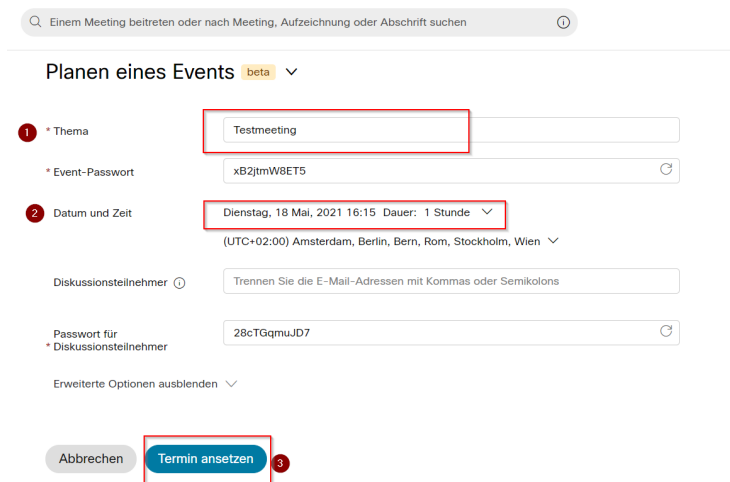 Einem Meeting beitreten oder nach Meeting, Aufzeichnung oder Abschrift suchen
Planen eines Events beta
1 * Thema Testmeeting
* Event-Passwort xB2jtmW8ET5
2 Datum und Zeit Dienstag, 18 Mai, 2021 16:15 Dauer: 1 Stunde
(UTC+02:00) Amsterdam, Berlin, Bern, Rom, Stockholm, Wien
Diskussionsteilnehmer Trennen Sie die E-Mail-Adressen mit Kommas oder Semikolons
Passwort für
* Diskussionsteilnehmer 28cTGqmuJD7
Erweiterte Optionen ausblenden
Abbrechen Termin ansetzen 3